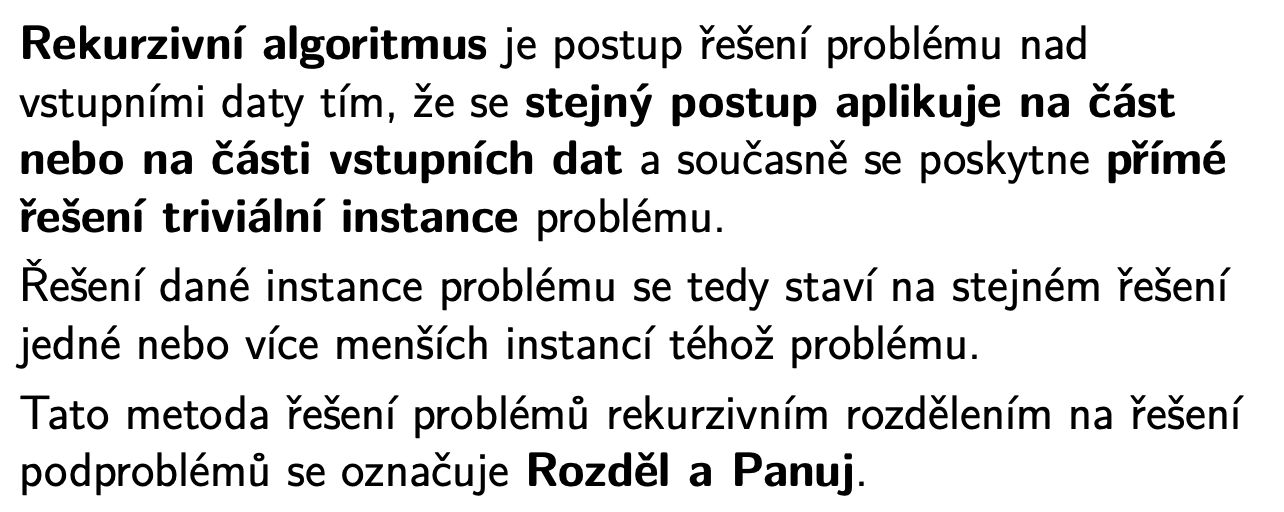 Rekurzivní algoritmus je postup řešení problému nad
vstupními daty tím, že se stejný postup aplikuje na část
nebo na části vstupních dat a současně se poskytne přímé
řešení triviální instance problému.
Řešení dané instance problému se tedy staví na stejném řešení
jedné nebo více menších instancí téhož problému.
Tato metoda řešení problémů rekurzivním rozdělením na řešení
podproblémů se označuje Rozděl a Panuj.